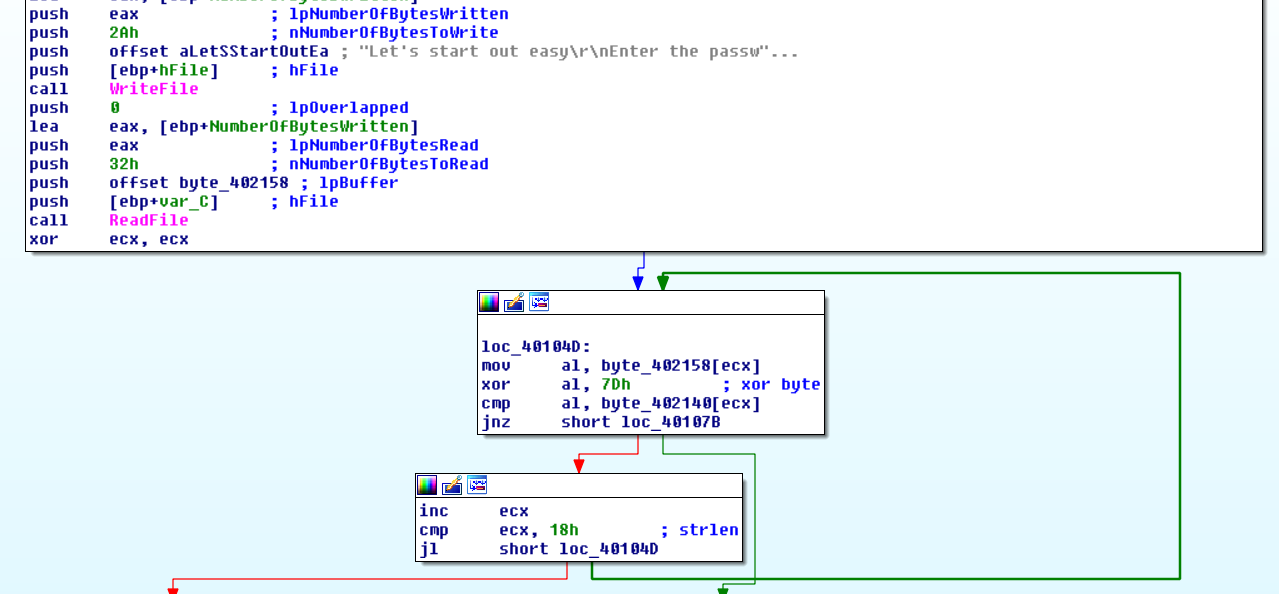 push eax ; lpNumberOfBytesWritten
push 2Ah ; nNumberOfBytesToWrite
push offset aLetSStartOutEa ; "Let's start out easy\r\nEnter the passw"...
push [ebp+hFile] ; hFile
call WriteFile
push 0 ; lpOverlapped
lea eax, [ebp+NumberOfBytesWritten]
push eax ; lpNumberOfBytesRead
push 32h ; nNumberOfBytesToRead
push offset byte_402158 ; lpBuffer
push [ebp+var_C] ; hFile
call ReadFile
xor ecx, ecx
loc_40104D:
mov al, byte_402158[ecx]
xor al, 7Dh ; xor byte
cmp al, byte_402140[ecx]
jnz short loc_40107B
inc ecx
cmp ecx, 18h ; strlen
jl short loc_40104D